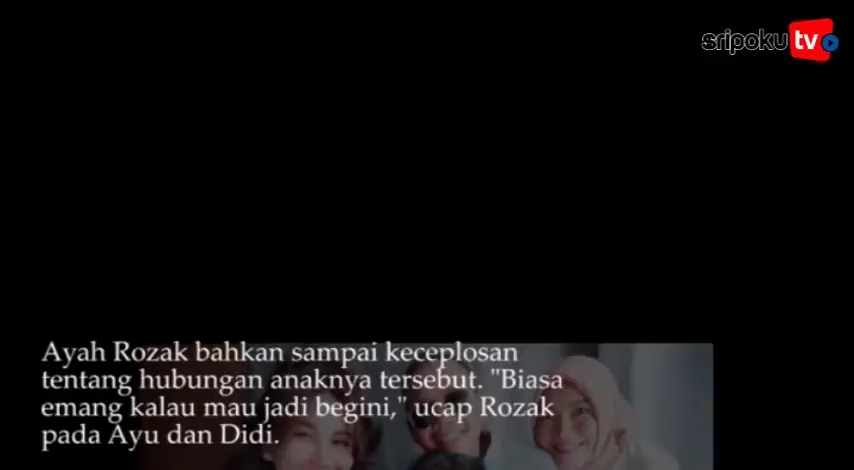 sripoku tv
Ayah Rozak bahkan sampai keceplosan
tentang hubungan anaknya tersebut. "Biasa
emang kalau mau jadi begini," ucap Rozak
pada Ayu dan Didi.